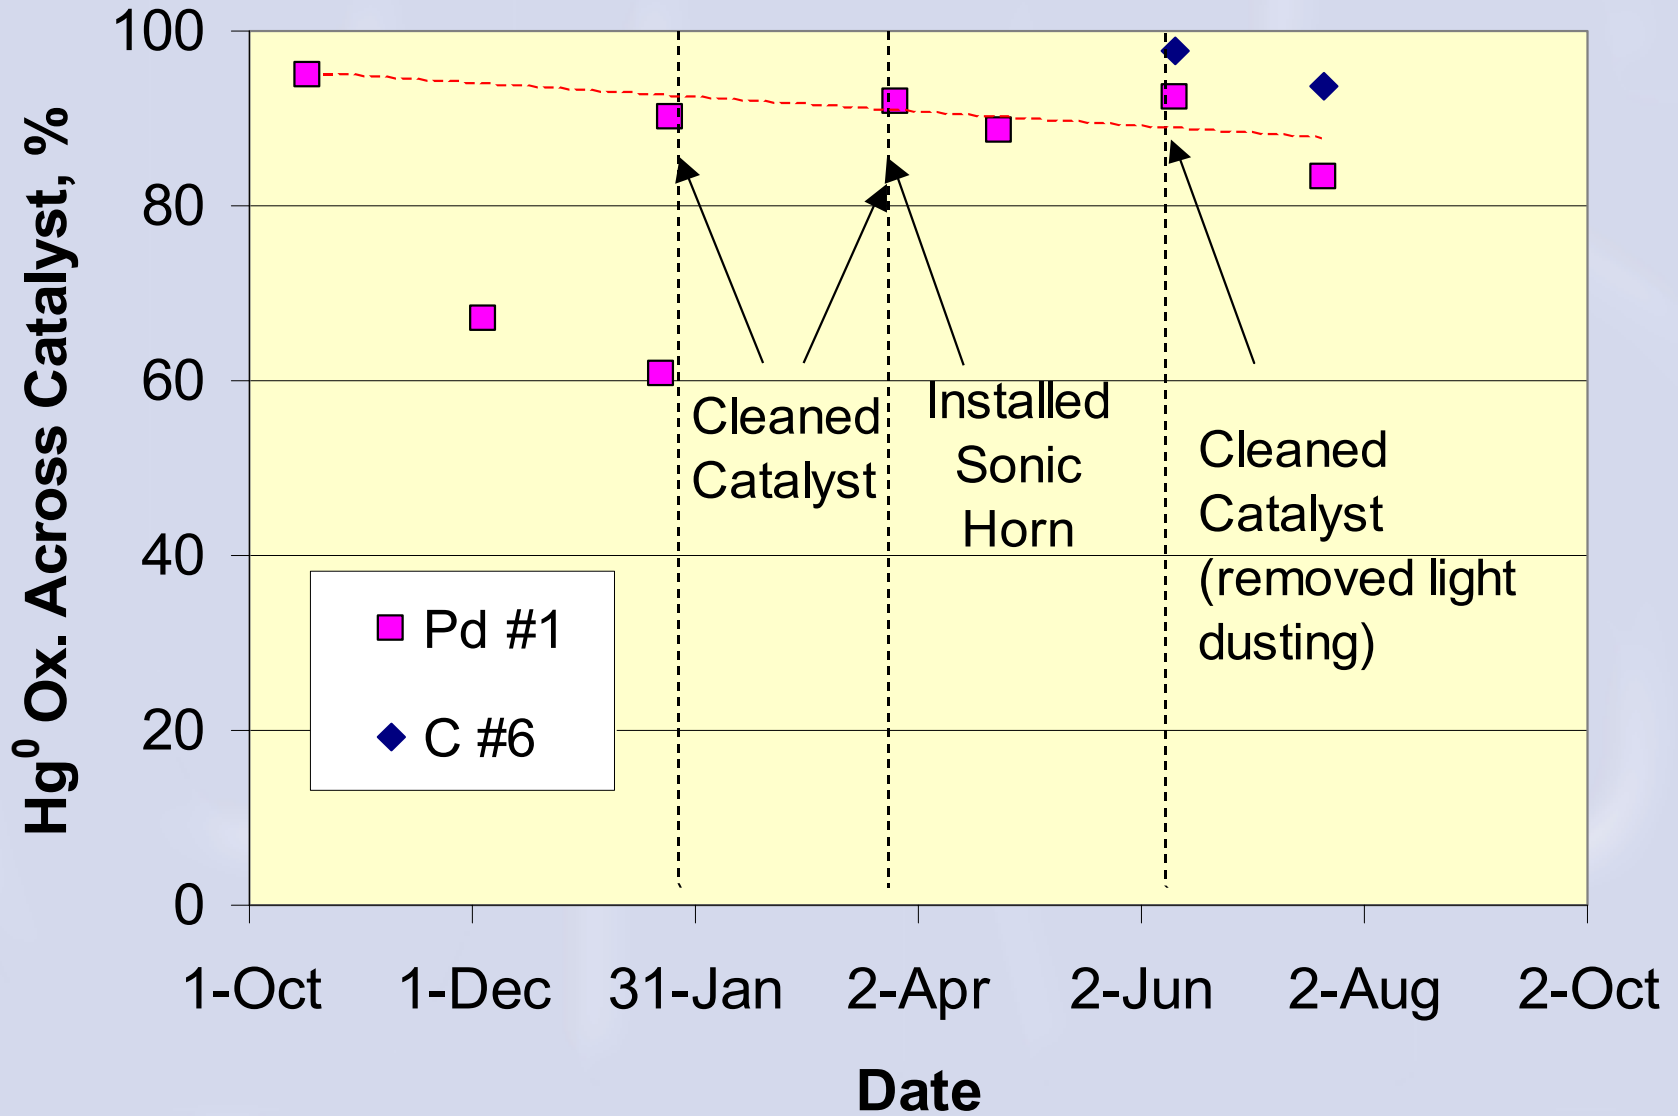 Hg⁰ Ox. Across Catalyst, %
100
80
60
40
20
0
Cleaned
Catalyst
Installed
Sonic
Horn
Cleaned
Catalyst
(removed light
dusting)
Pd #1
C #6
1-Oct
1-Dec
31-Jan
2-Apr
2-Jun
2-Aug
2-Oct
Date